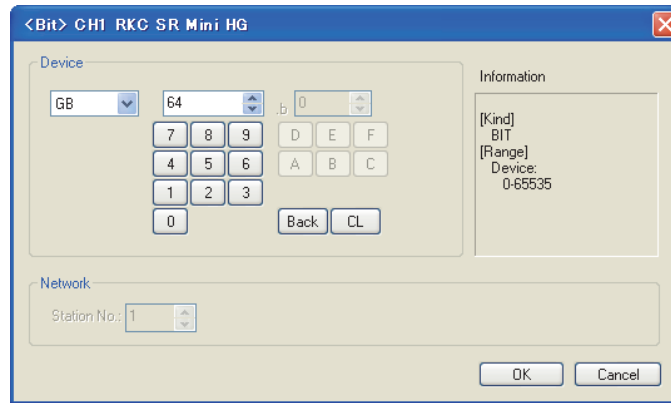 <Bit> CH1 RKC SR Mini HG
Device
GB 64 .b 0
7 8 9 D E F
4 5 6 A B C
1 2 3
0 Back CL
Information
[Kind]
BIT
[Range]
Device:
0-65535
Network
Station No.: 1
OK Cancel